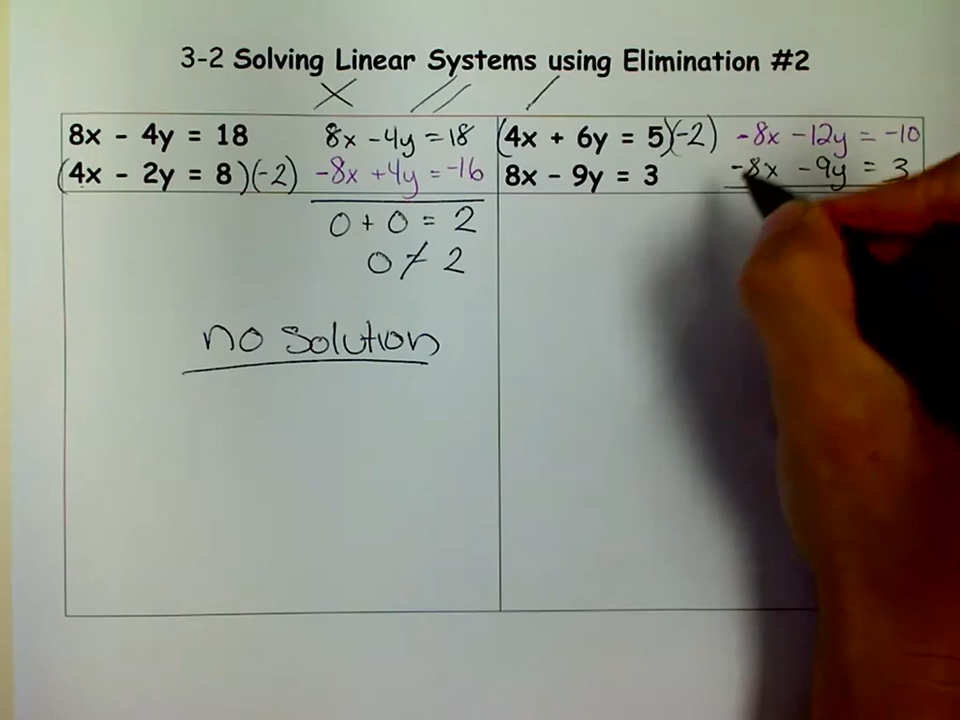 3-2 Solving Linear Systems using Elimination #2
8x - 4y = 18
(4x - 2y = 8)(-2)
8x - 4y = 18
-8x + 4y = -16
0 + 0 = 2
0 ≠ 2
no solution
(4x + 6y = 5)(-2)
8x - 9y = 3
-8x - 12y = -10
-8x - 9y = 3